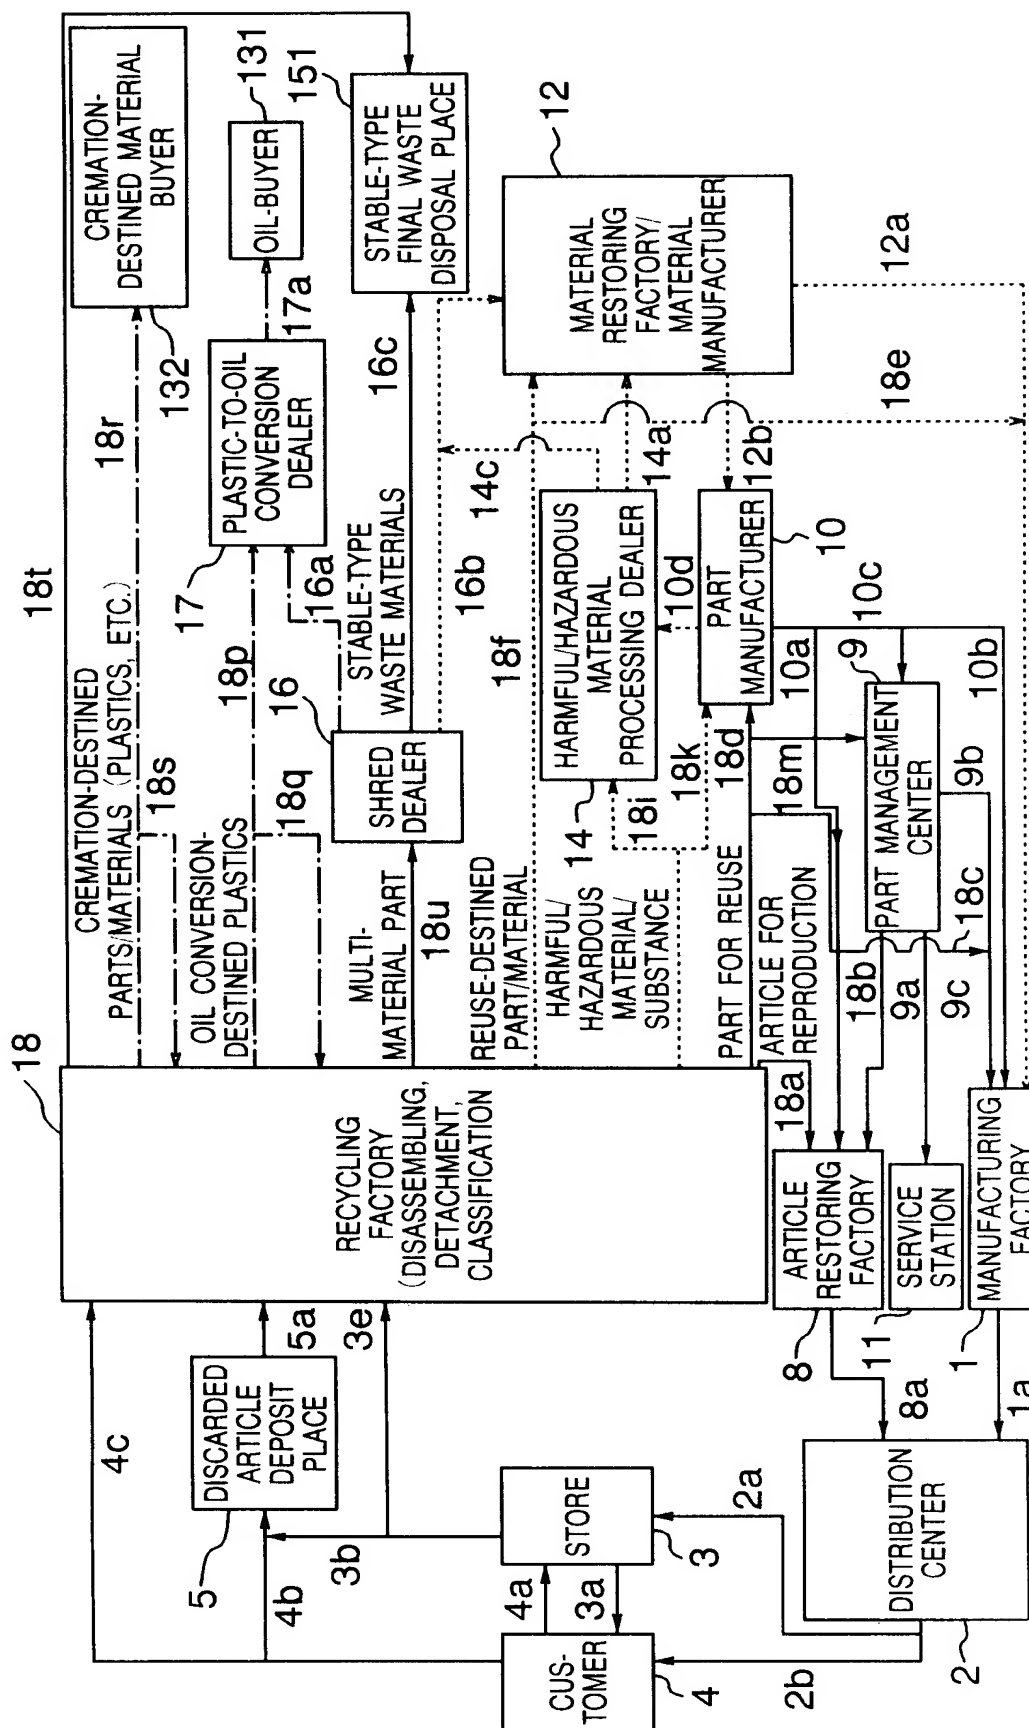 18t
CREMATION-DESTINED
PARTS/MATERIALS (PLASTICS, ETC.)
18r
132
CREMATION-
DESTINED MATERIAL
BUYER
18s
OIL CONVERSION-
DESTINED PLASTICS
18p
18q
17
PLASTIC-TO-OIL
CONVERSION
DEALER
17a
OIL-BUYER
131
16a
STABLE-TYPE
WASTE MATERIALS
16c
STABLE-TYPE
FINAL WASTE
DISPOSAL PLACE
151
16
SHRED
DEALER
16b
MULTI-
MATERIAL PART
18u
REUSE-DESTINED
PART/MATERIAL
18f
14c
HARMFUL/
HAZARDOUS
MATERIAL/
SUBSTANCE
14
18i
18k
HARMFUL/HAZARDOUS
MATERIAL
PROCESSING DEALER
14a
10d
12
MATERIAL
RESTORING
FACTORY/
MATERIAL
MANUFACTURER
12a
12b
18e
PART
MANUFACTURER
10
10a
10c
10b
PART FOR REUSE
18d
ARTICLE FOR
REPRODUCTION
18m
18a
18b
18c
PART MANAGEMENT
CENTER
9
9a
9b
9c
18
RECYCLING
FACTORY
(DISASSEMBLING,
DETACHMENT,
CLASSIFICATION
4c
5
DISCARDED
ARTICLE
DEPOSIT
PLACE
5a
3e
4b
3b
STORE
3
4a
3a
CUS-
TOMER
4
2a
2b
ARTICLE
RESTORING
FACTORY
8
8a
SERVICE
STATION
11
MANUFACTURING
FACTORY
1
1a
DISTRIBUTION
CENTER
2